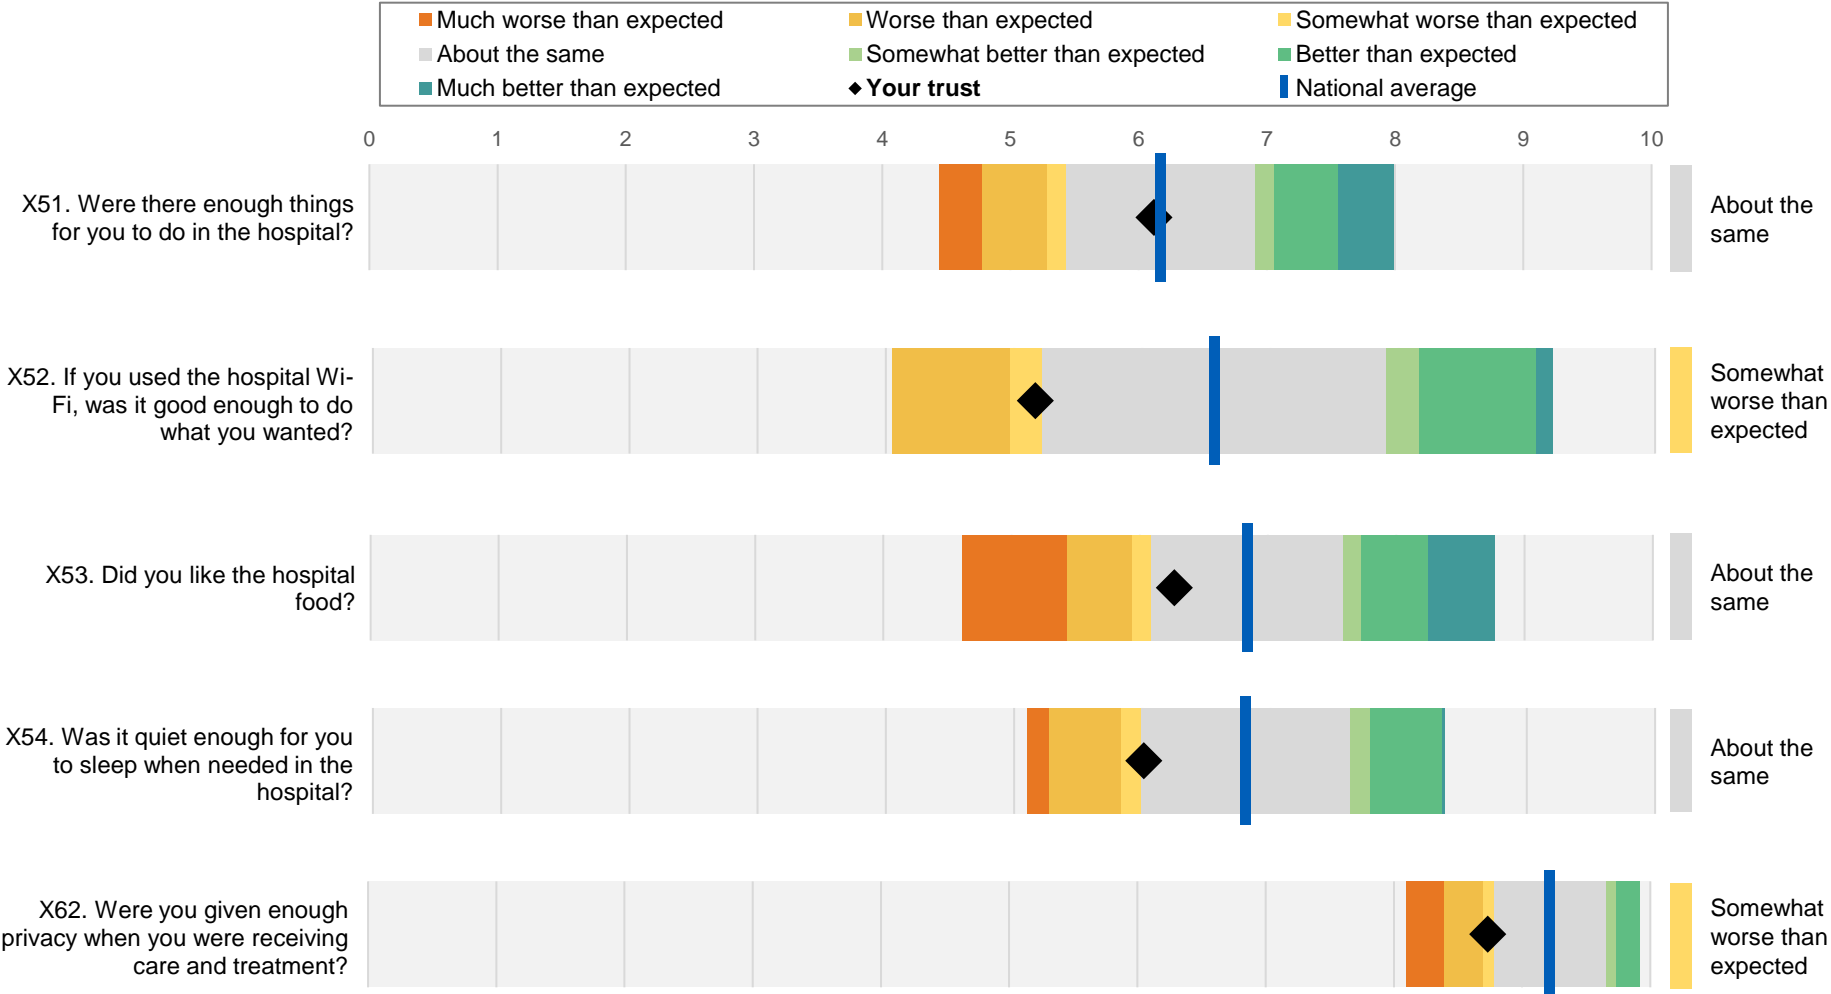 Much worse than expected
Worse than expected
Somewhat worse than expected
About the same
Somewhat better than expected
Better than expected
Much better than expected
Your trust
National average
0 1 2 3 4 5 6 7 8 9 10
X51. Were there enough things
for you to do in the hospital?
About the
same
X52. If you used the hospital Wi-
Fi, was it good enough to do
what you wanted?
Somewhat
worse than
expected
X53. Did you like the hospital
food?
About the
same
X54. Was it quiet enough for you
to sleep when needed in the
hospital?
About the
same
X62. Were you given enough
privacy when you were receiving
care and treatment?
Somewhat
worse than
expected